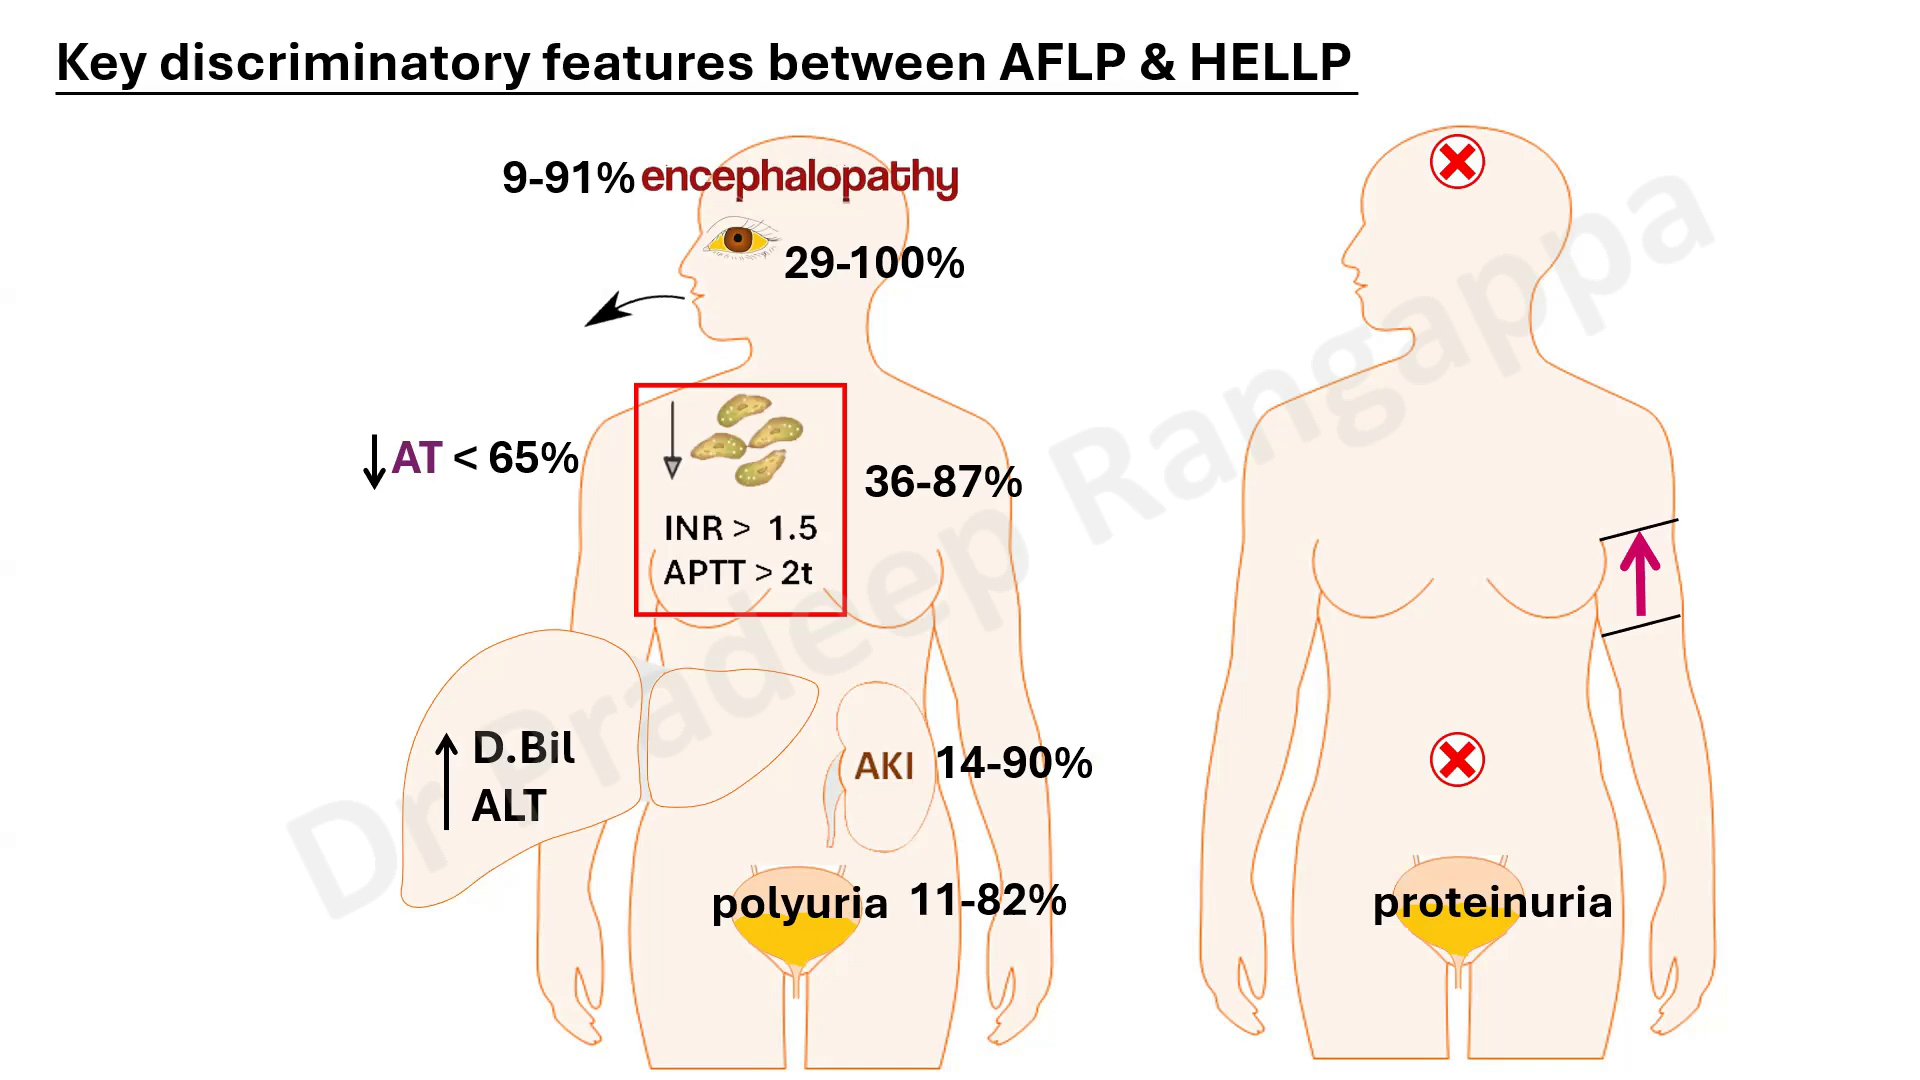 Key discriminatory features between AFLP & HELLP
9-91% encephalopathy
29-100%
AT < 65%
36-87%
INR > 1.5
APTT > 2t
D.Bil
ALT
AKI 14-90%
polyuria 11-82%
proteinuria
Dr Pradeep Rangappa